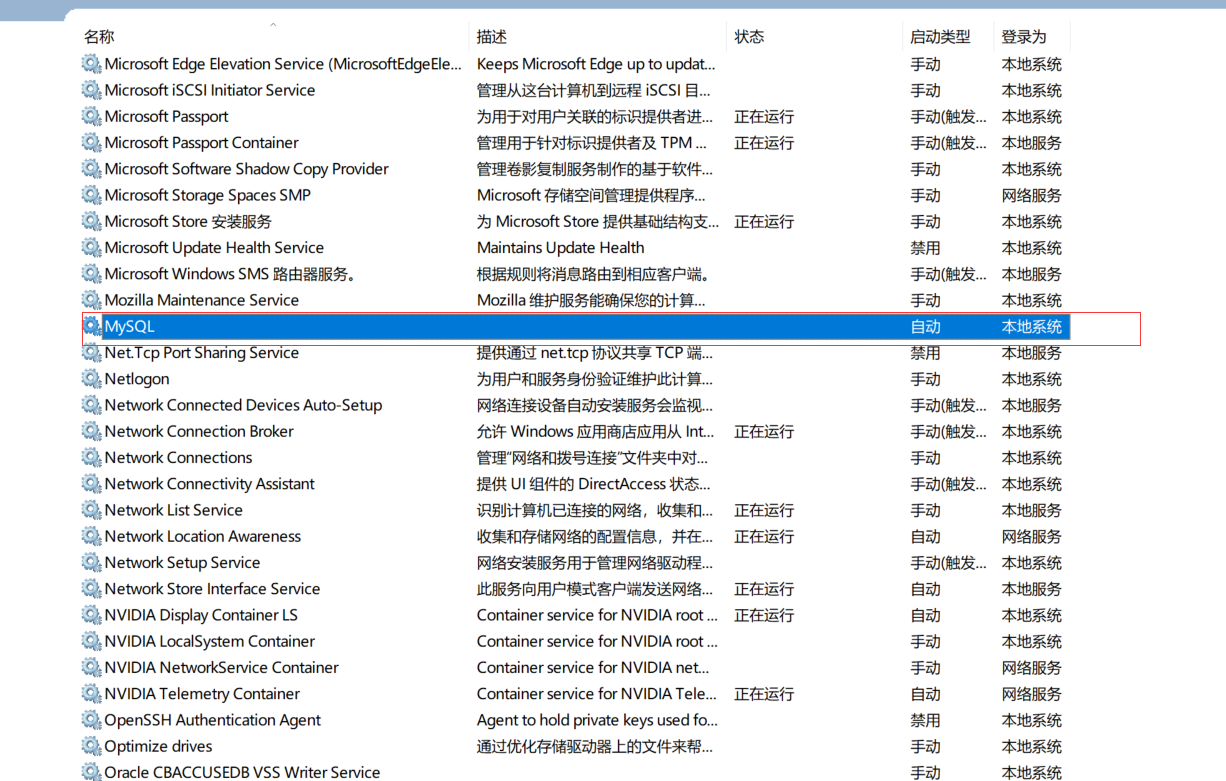 名称 描述 状态 启动类型 登录为
Microsoft Edge Elevation Service (MicrosoftEdgeEle... Keeps Microsoft Edge up to updat... 手动 本地系统
Microsoft iSCSI Initiator Service 管理从这台计算机到远程 iSCSI 目... 手动 本地系统
Microsoft Passport 为用于对用户关联的标识提供者进... 正在运行 手动(触发... 本地系统
Microsoft Passport Container 管理用于针对标识提供者及 TPM ... 正在运行 手动(触发... 本地服务
Microsoft Software Shadow Copy Provider 管理卷影复制服务制作的基于软件... 手动 本地系统
Microsoft Storage Spaces SMP Microsoft 存储空间管理提供程序... 手动 网络服务
Microsoft Store 安装服务 为 Microsoft Store 提供基础结构支... 正在运行 手动 本地系统
Microsoft Update Health Service Maintains Update Health 禁用 本地系统
Microsoft Windows SMS 路由器服务。 根据规则将消息路由到相应客户端。 手动(触发... 本地服务
Mozilla Maintenance Service Mozilla 维护服务能确保您的计算... 手动 本地系统
MySQL 自动 本地系统
Net.Tcp Port Sharing Service 提供通过 net.tcp 协议共享 TCP 端... 禁用 本地服务
Netlogon 为用户和服务身份验证维护此计算... 手动 本地系统
Network Connected Devices Auto-Setup 网络连接设备自动安装服务会监视... 手动(触发... 本地服务
Network Connection Broker 允许 Windows 应用商店应用从 Int... 正在运行 手动(触发... 本地系统
Network Connections 管理“网络和拨号连接”文件夹中对... 手动 本地系统
Network Connectivity Assistant 提供 UI 组件的 DirectAccess 状态... 手动(触发... 本地系统
Network List Service 识别计算机已连接的网络，收集和... 正在运行 手动 本地服务
Network Location Awareness 收集和存储网络的配置信息，并在... 正在运行 自动 网络服务
Network Setup Service 网络安装服务用于管理网络驱动程... 手动(触发... 本地系统
Network Store Interface Service 此服务向用户模式客户端发送网络... 正在运行 自动 本地服务
NVIDIA Display Container LS Container service for NVIDIA root ... 正在运行 自动 本地系统
NVIDIA LocalSystem Container Container service for NVIDIA root ... 手动 本地系统
NVIDIA NetworkService Container Container service for NVIDIA net... 手动 网络服务
NVIDIA Telemetry Container Container service for NVIDIA Tele... 正在运行 自动 网络服务
OpenSSH Authentication Agent Agent to hold private keys used fo... 禁用 本地系统
Optimize drives 通过优化存储驱动器上的文件来帮... 手动 本地系统
Oracle CBACCUSEDB VSS Writer Service 手动 本地系统